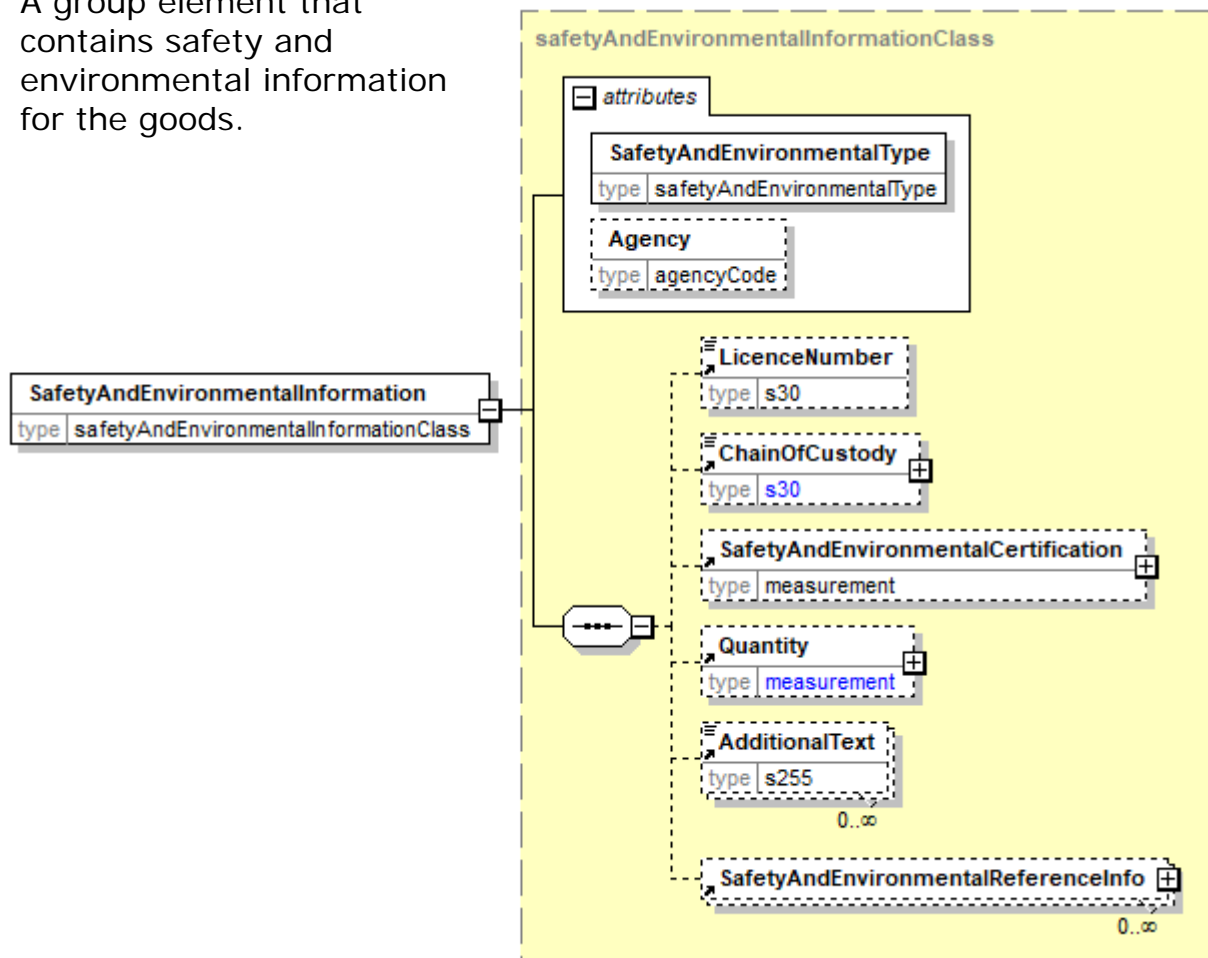 A group element that
contains safety and
environmental information
for the goods.
safetyAndEnvironmentalInformationClass
attributes
SafetyAndEnvironmentalType
type safetyAndEnvironmentalType
Agency
type agencyCode
SafetyAndEnvironmentalInformation
type safetyAndEnvironmentalInformationClass
LicenceNumber
type s30
ChainOfCustody
type s30
SafetyAndEnvironmentalCertification
type measurement
Quantity
type measurement
AdditionalText
type s255
0..∞
SafetyAndEnvironmentalReferenceInfo
0..∞